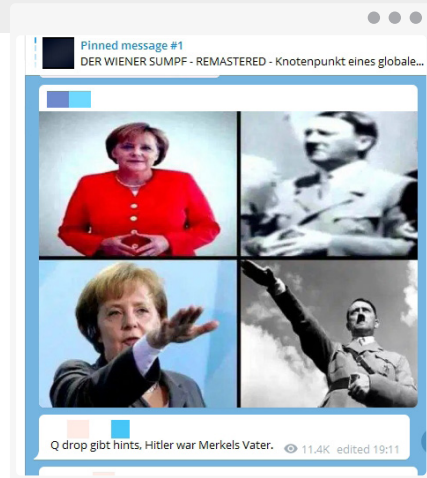 Pinned message #1
DER WIENER SUMPF - REMASTERED - Knotenpunkt eines globale...
Q drop gibt hints, Hitler war Merkels Vater.
11.4K edited 19:11